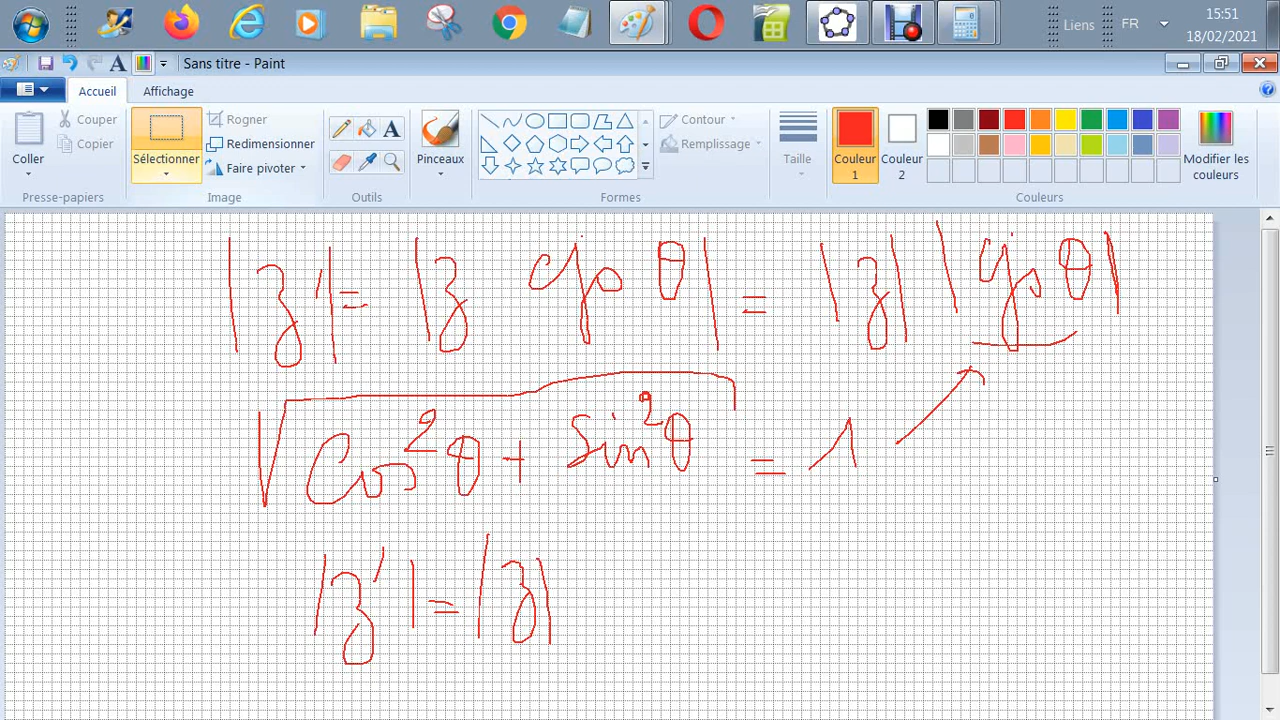 15:51
Liens FR
18/02/2021
Sans titre - Paint
Accueil Affichage
Coller
Couper
Copier
Presse-papiers
Sélectionner
Rogner
Redimensionner
Faire pivoter
Image
A
Outils
Pinceaux
Contour
Remplissage
Formes
Taille
Couleur 1
Couleur 2
Modifier les couleurs
Couleurs
|z'| = |z cjs θ| = |z| |cjs θ|
√cos²θ + sin²θ = 1
|z'| = |z|